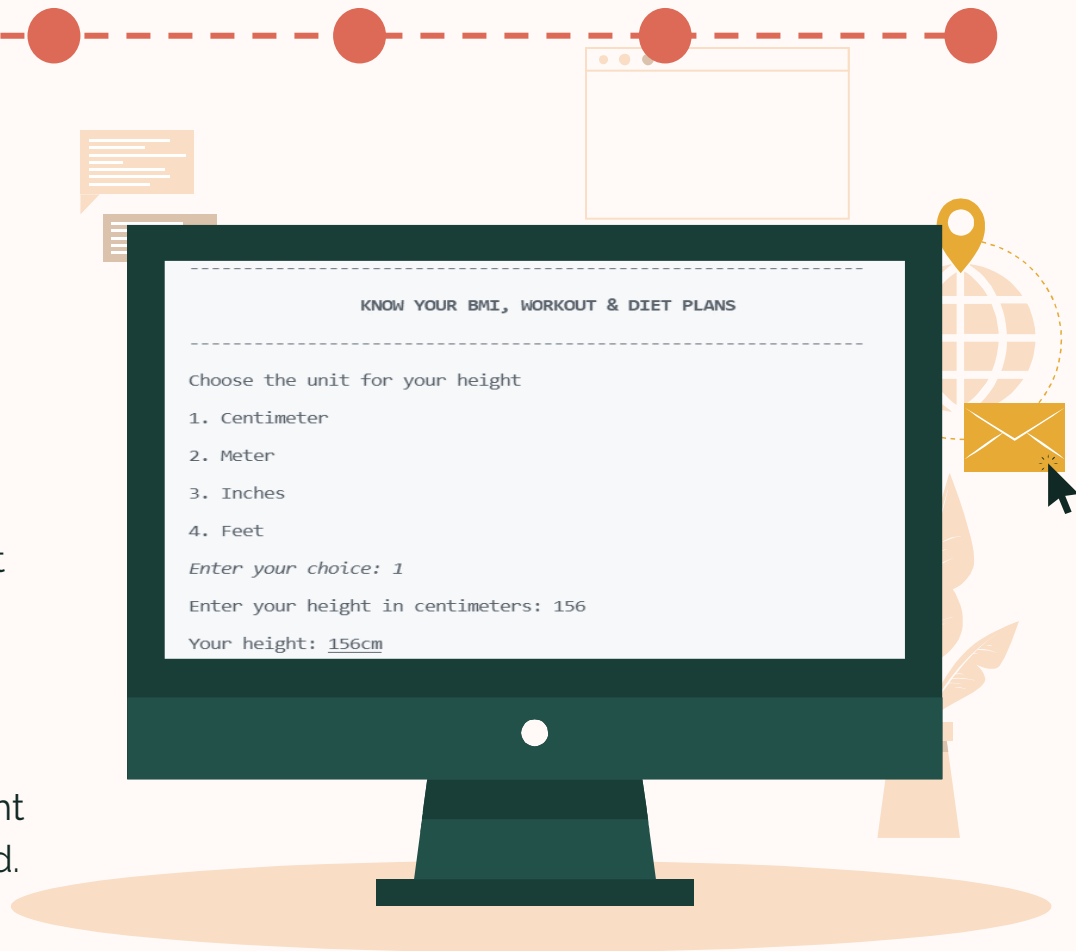 KNOW YOUR BMI, WORKOUT & DIET PLANS
Choose the unit for your height
1. Centimeter
2. Meter
3. Inches
4. Feet
Enter your choice: 1
Enter your height in centimeters: 156
Your height: 156cm